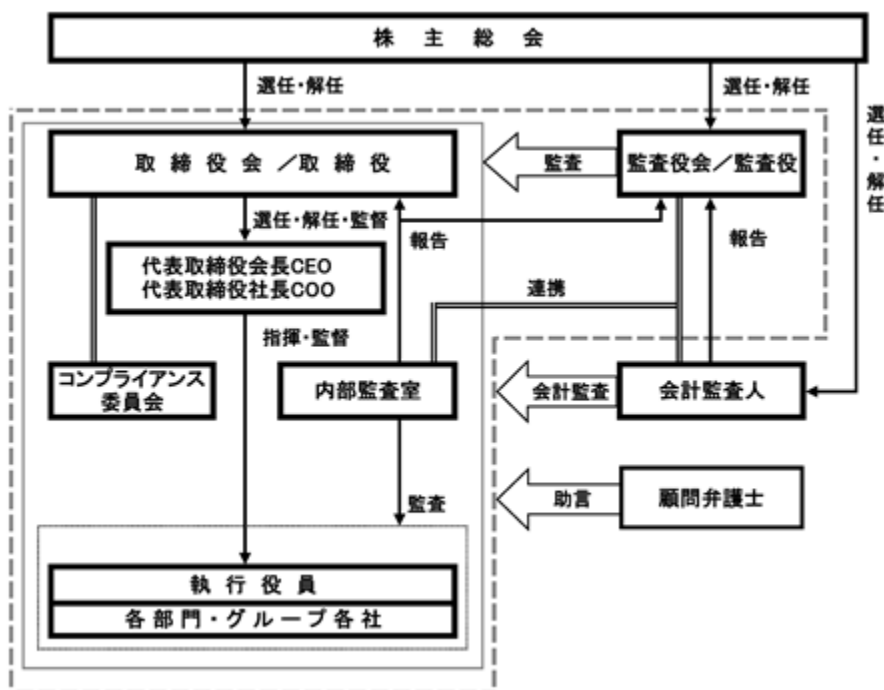 株主総会
選任・解任
選任・解任
選任・解任
取締役会／取締役
監査
監査役会／監査役
選任・解任・監督
報告
報告
代表取締役会長CEO
代表取締役社長COO
連携
指揮・監督
コンプライアンス
委員会
内部監査室
会計監査
会計監査人
助言
顧問弁護士
監査
執行役員
各部門・グループ各社